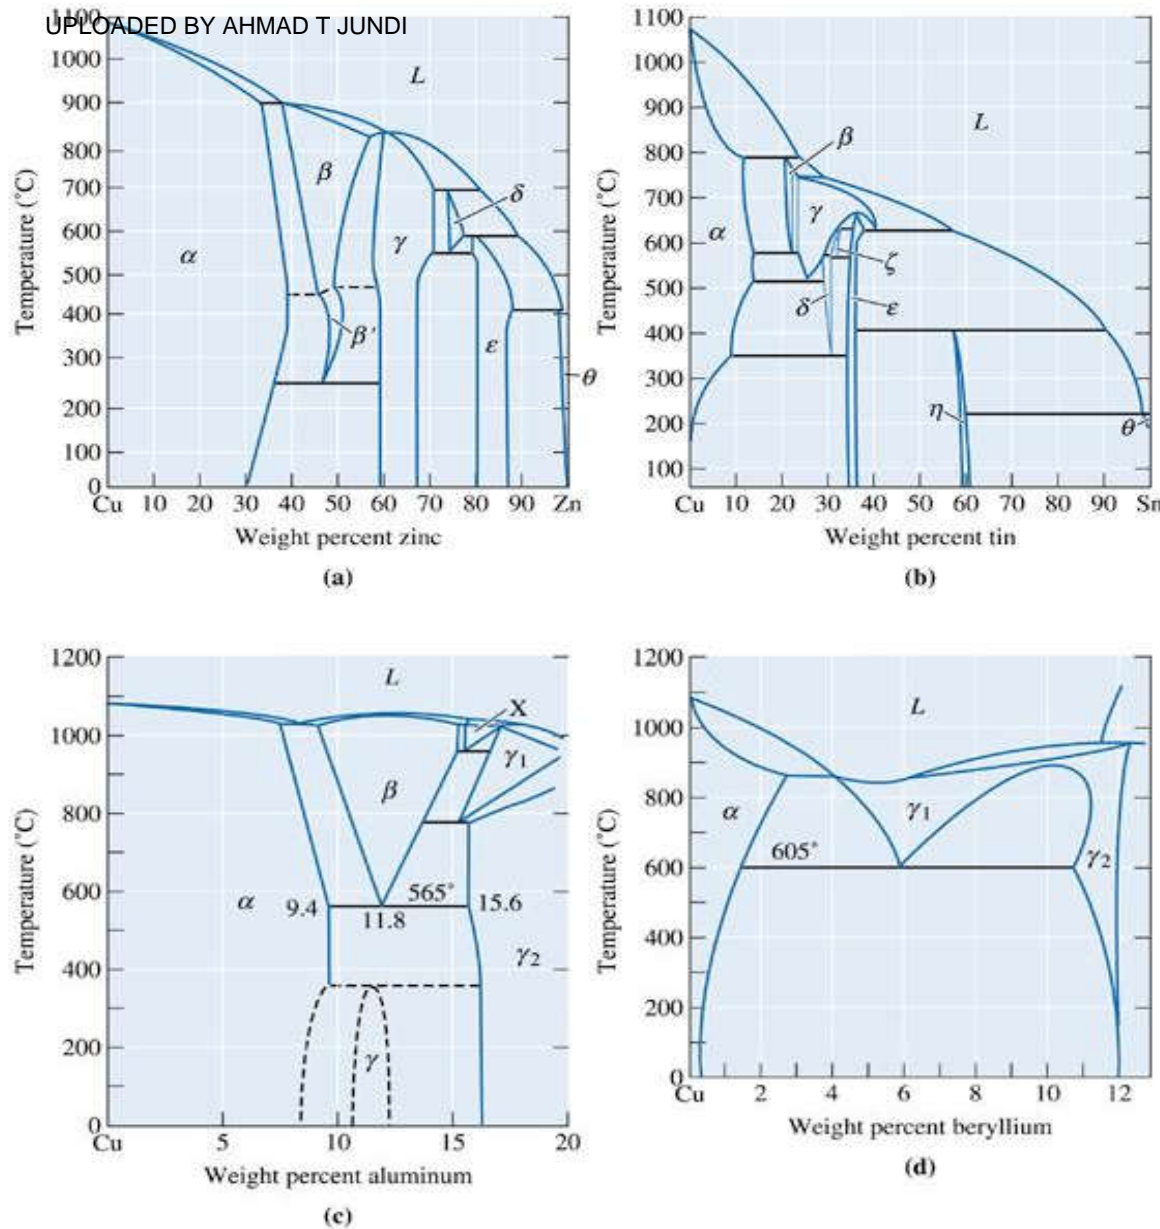 UPLOADED BY AHMAD T JUNDI
1100
1000
900
800
700
600
500
400
300
200
100
0
Temperature (°C)
L
β
δ
γ
α
β'
ε
θ
Cu 10 20 30 40 50 60 70 80 90 Zn
Weight percent zinc
(a)
1100
1000
900
800
700
600
500
400
300
200
100
Temperature (°C)
L
β
γ
α
ζ
δ
ε
η
θ
Cu 10 20 30 40 50 60 70 80 90 Sn
Weight percent tin
(b)
1200
1000
800
600
400
200
0
Temperature (°C)
L
X
γ1
β
565°
α
9.4
11.8
15.6
γ2
γ
Cu 5 10 15 20
Weight percent aluminum
(c)
1200
1000
800
600
400
200
0
Temperature (°C)
L
α
γ1
605°
γ2
Cu 2 4 6 8 10 12
Weight percent beryllium
(d)